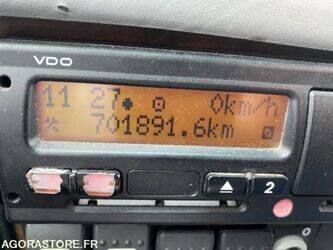 VDO
11 27 0km/h
701891.6km
2
AGORASTORE.FR